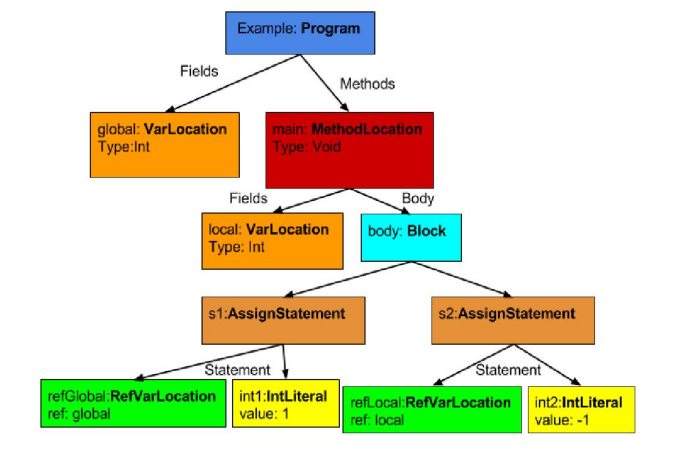 Example: Program
Fields
Methods
global: VarLocation
Type:Int
main: MethodLocation
Type: Void
Fields
Body
local: VarLocation
Type: Int
body: Block
s1:AssignStatement
s2:AssignStatement
Statement
Statement
refGlobal:RefVarLocation
ref: global
int1:IntLiteral
value: 1
refLocal:RefVarLocation
ref: local
int2:IntLiteral
value: -1